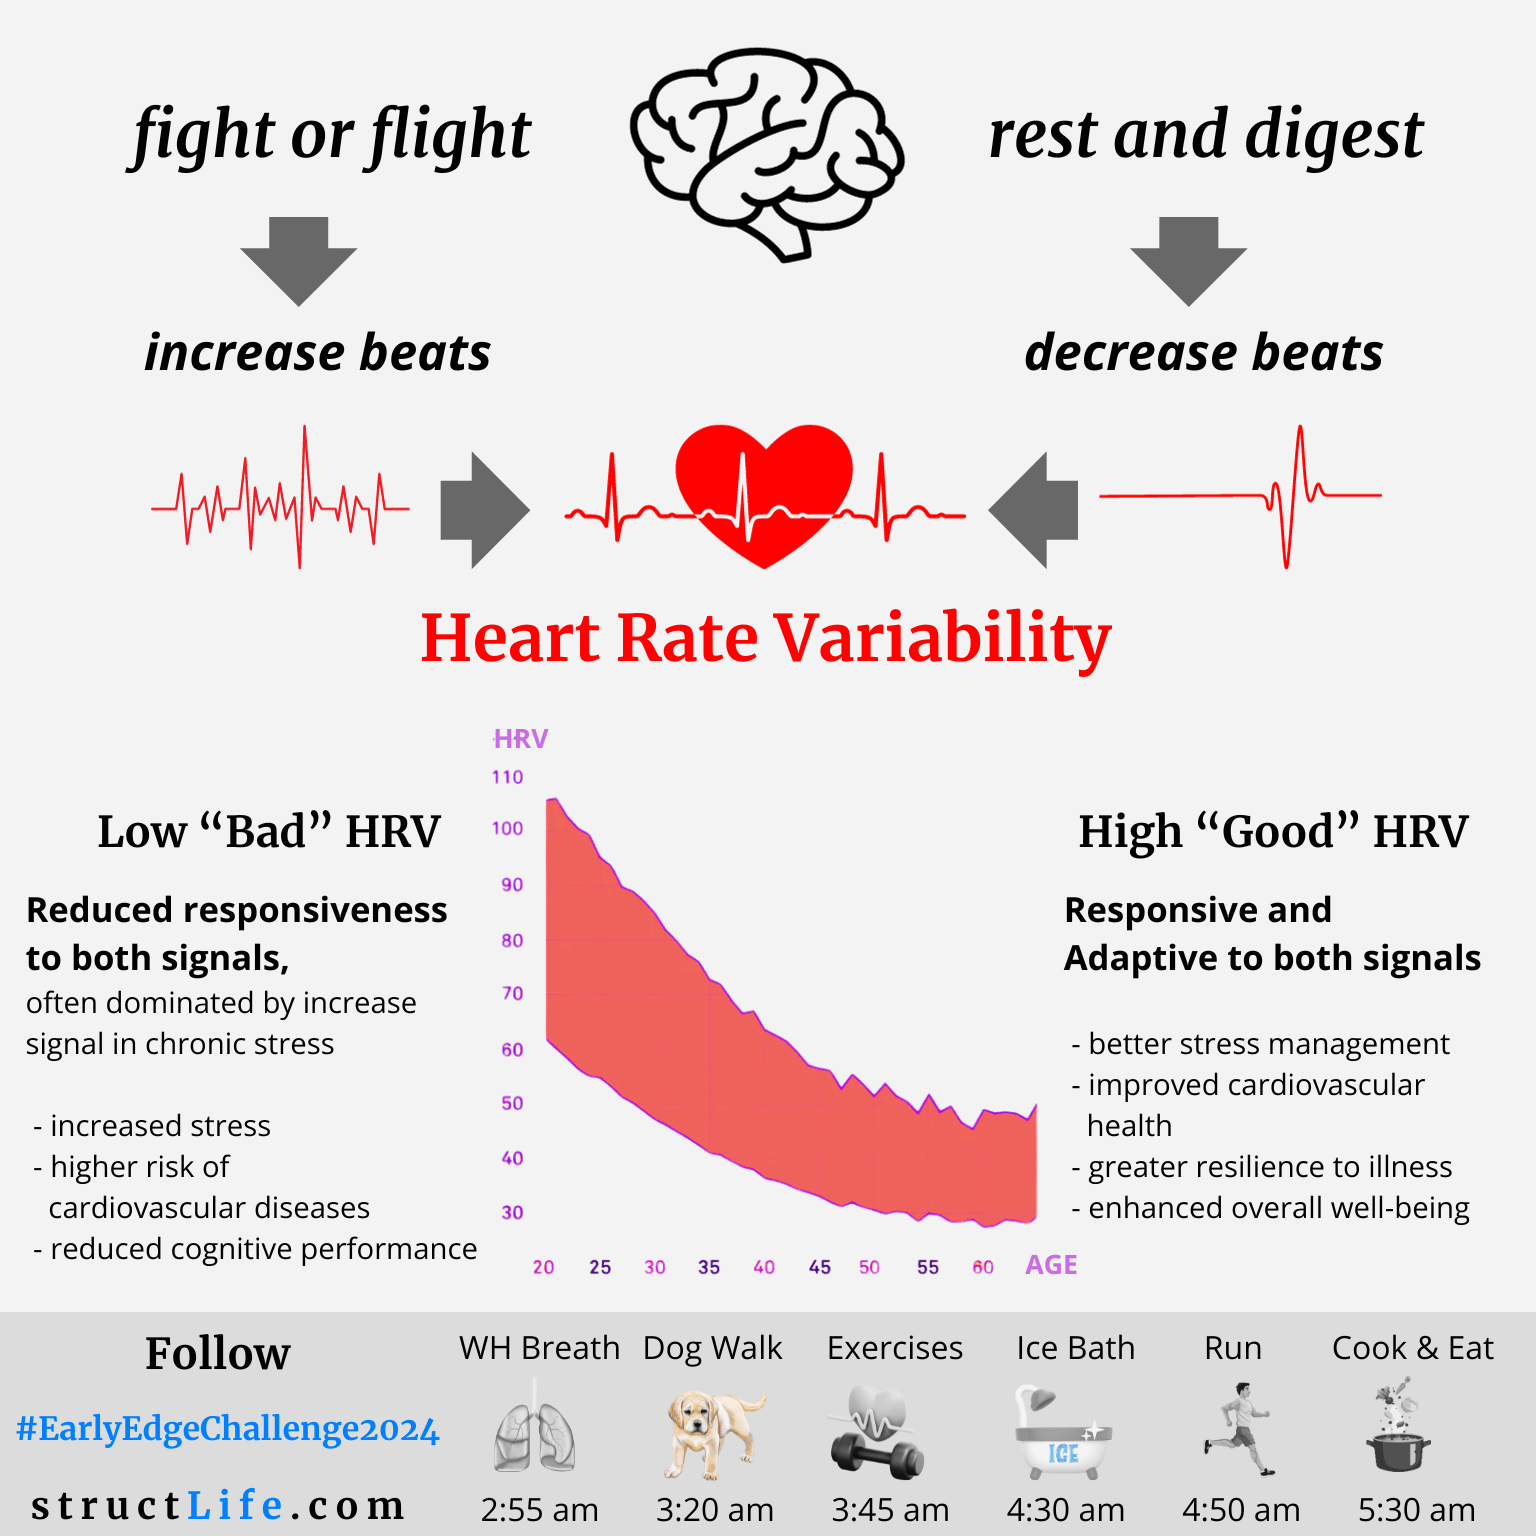 fight or flight
rest and digest
increase beats
decrease beats
Heart Rate Variability
Low “Bad” HRV
Reduced responsiveness
to both signals,
often dominated by increase
signal in chronic stress
- increased stress
- higher risk of
cardiovascular diseases
- reduced cognitive performance
HRV
110
100
90
80
70
60
50
40
30
20 25 30 35 40 45 50 55 60 AGE
High “Good” HRV
Responsive and
Adaptive to both signals
- better stress management
- improved cardiovascular
health
- greater resilience to illness
- enhanced overall well-being
Follow
#EarlyEdgeChallenge2024
structLife.com
WH Breath Dog Walk Exercises Ice Bath Run Cook & Eat
ICE
2:55 am 3:20 am 3:45 am 4:30 am 4:50 am 5:30 am